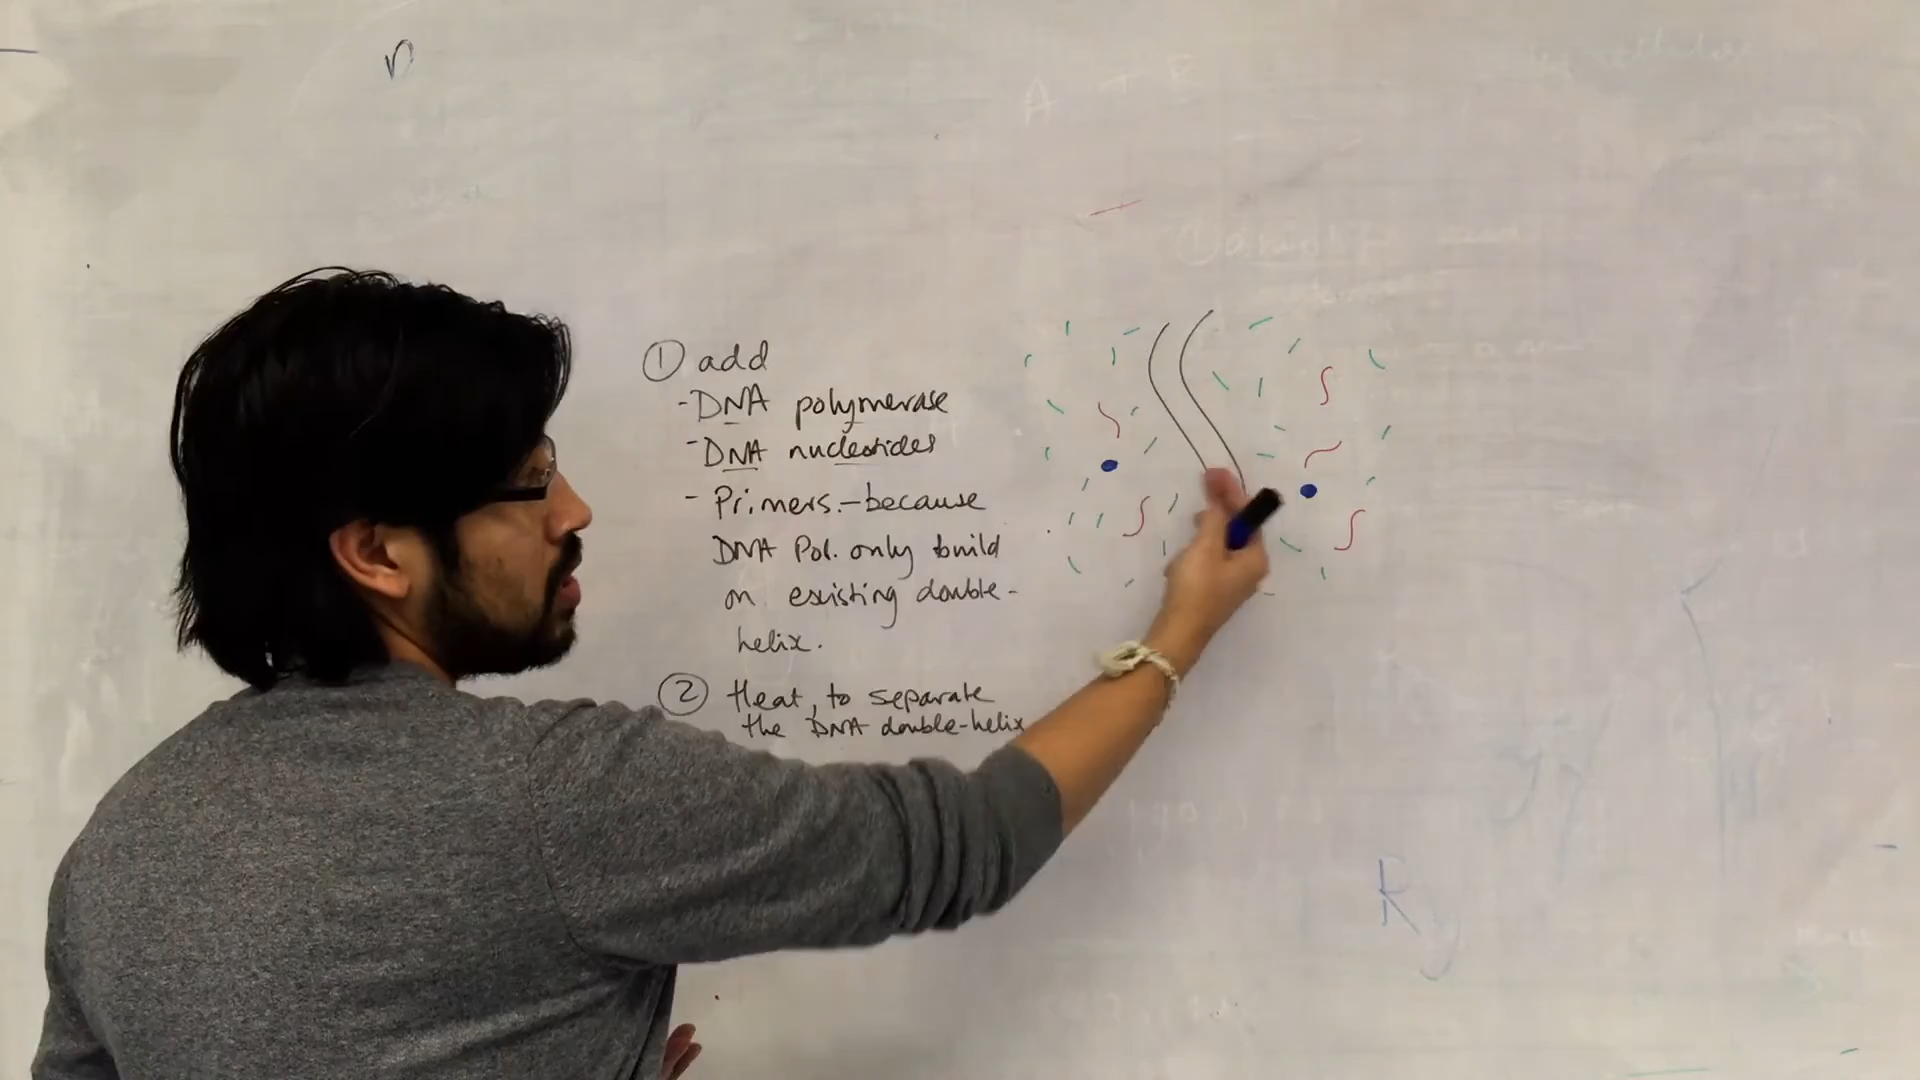 n
① add
-DNA polymerase
-DNA nucleotides
- Primers.-because
DNA Pol. only build
on existing double-
helix.
② Heat, to separate
the DNA double-helix